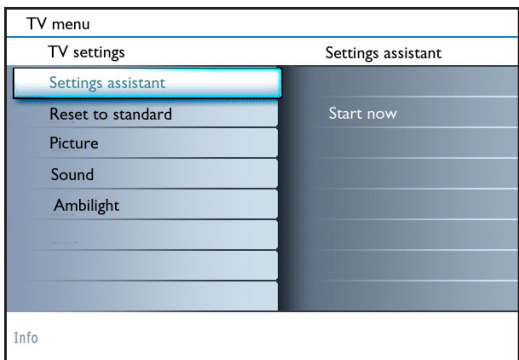 TV menu
TV settings
Settings assistant
Settings assistant
Reset to standard
Start now
Picture
Sound
Ambilight
Info